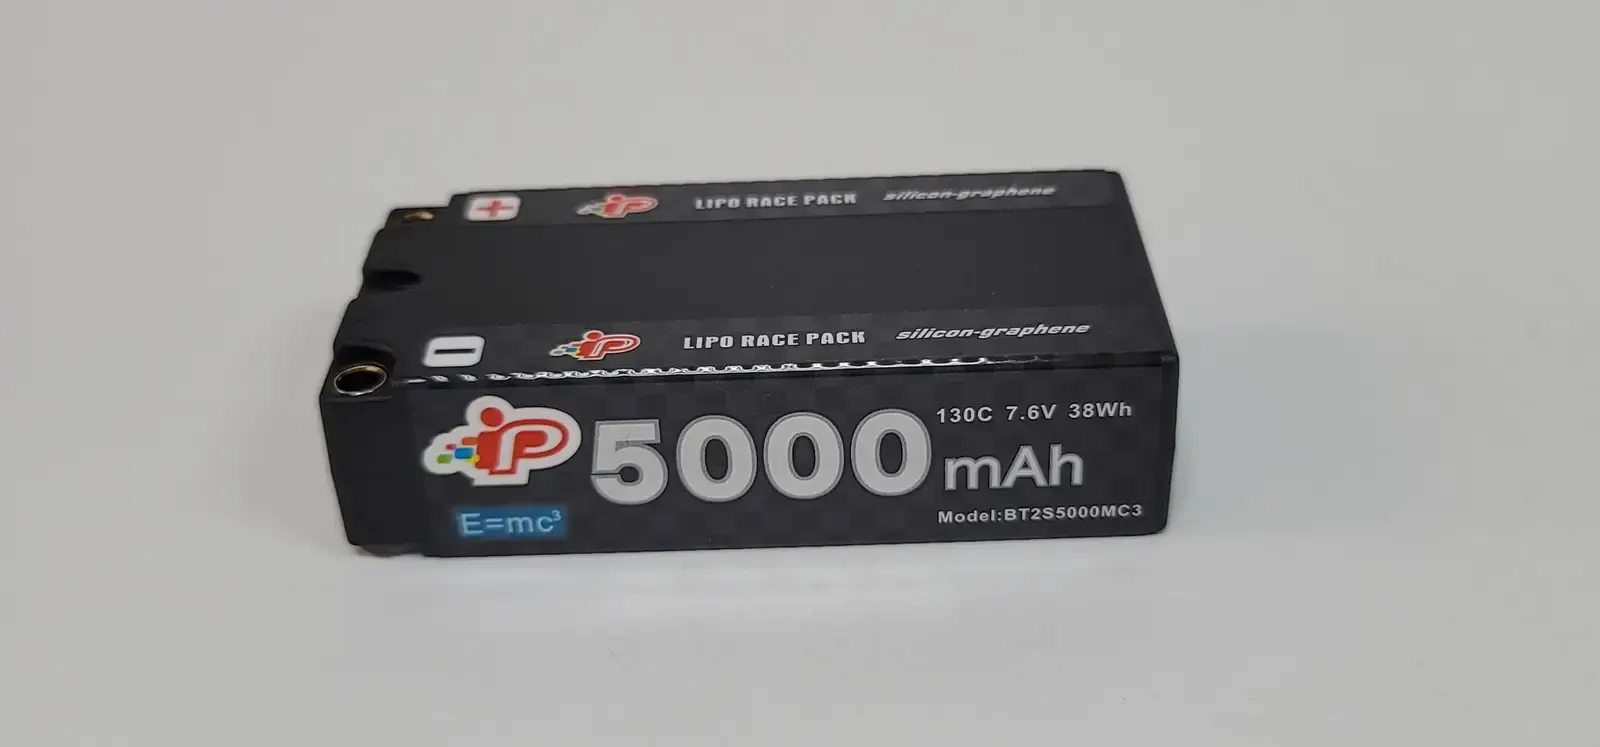 +
iP LIPO RACE PACK silicon-graphene
iP LIPO RACE PACK silicon-graphene
iP 5000 mAh
130C 7.6V 38Wh
E=mc³
Model:BT2S5000MC3